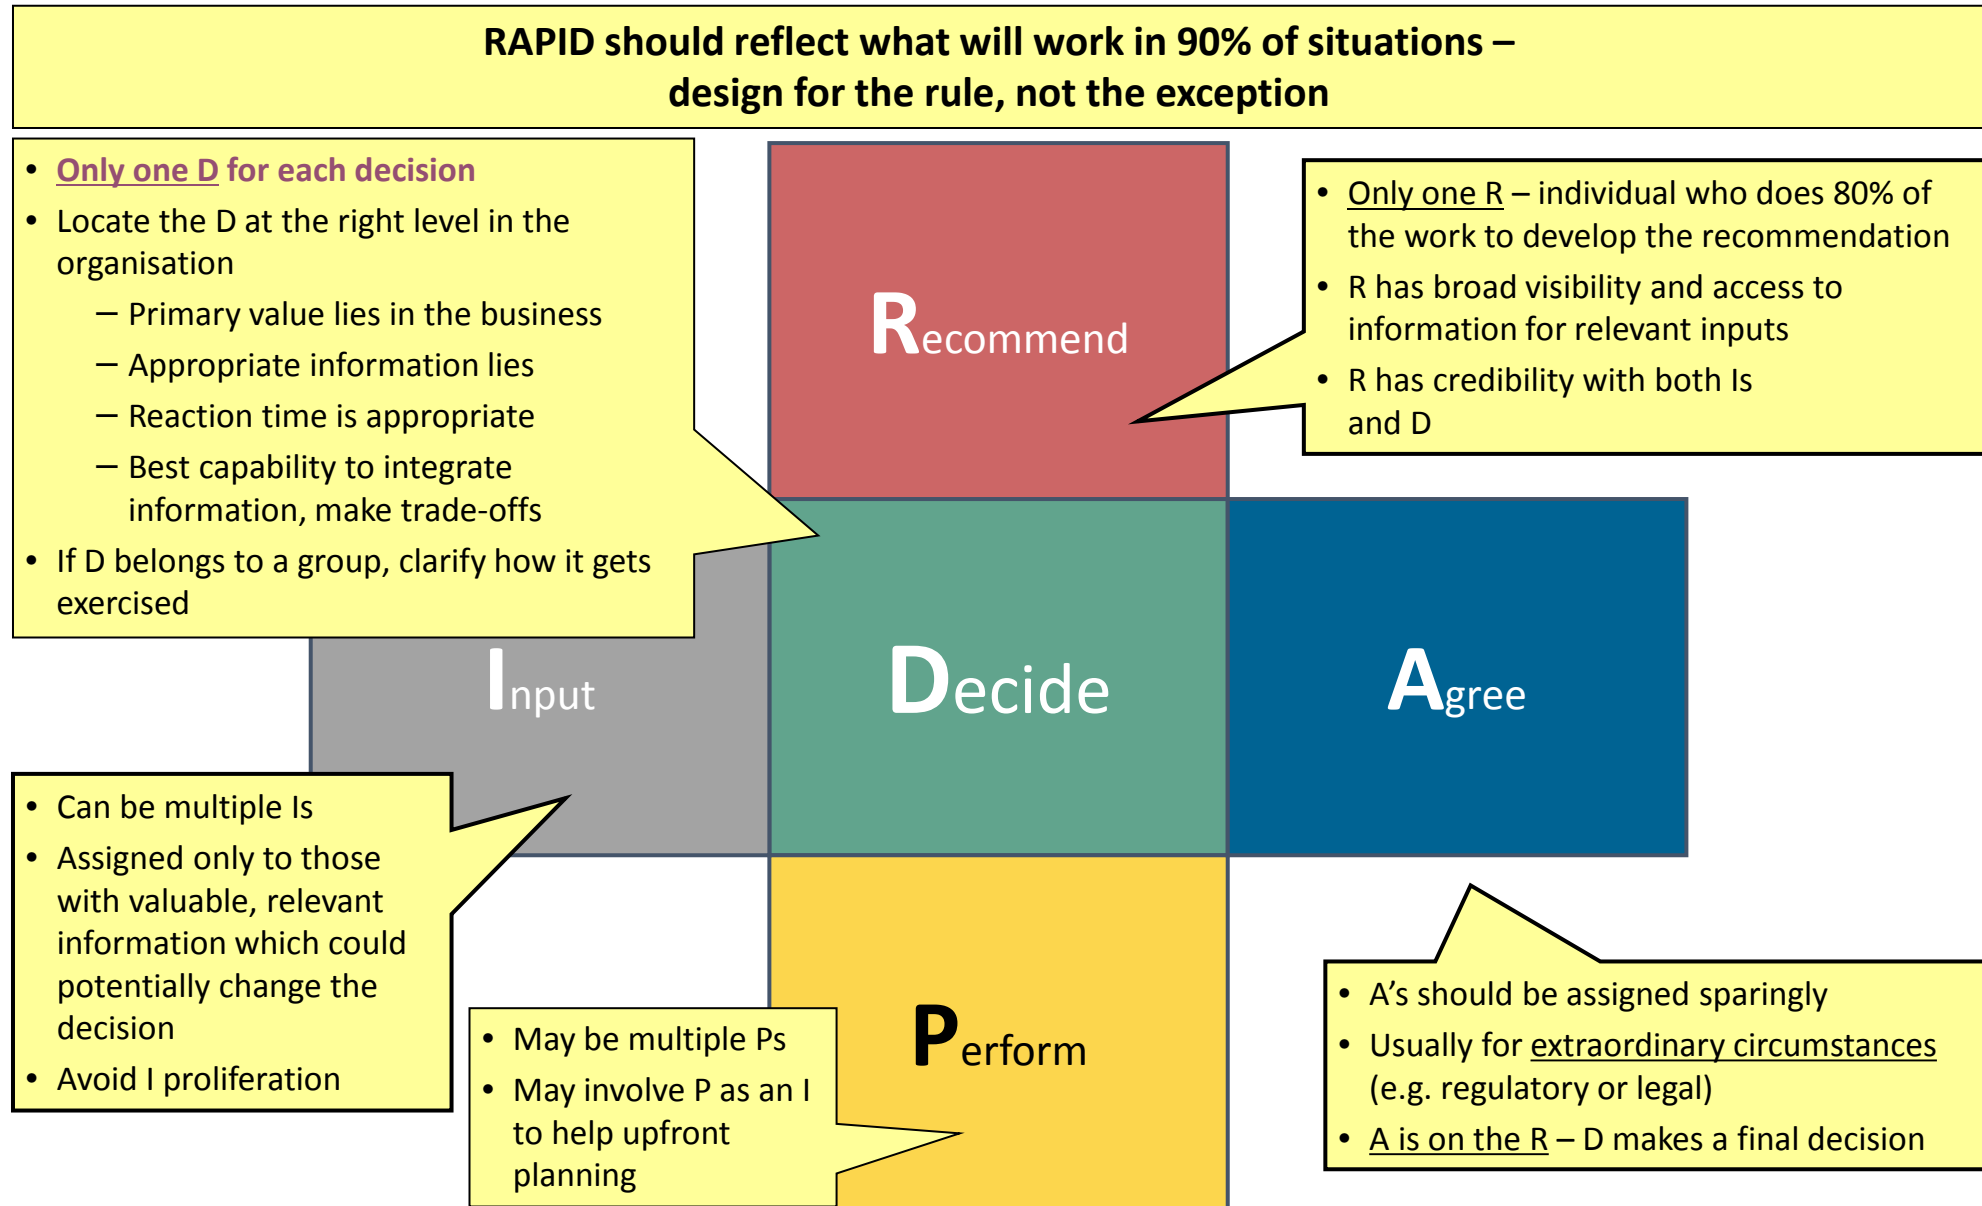 RAPID should reflect what will work in 90% of situations –
design for the rule, not the exception
• Only one D for each decision
• Locate the D at the right level in the
organisation
– Primary value lies in the business
– Appropriate information lies
– Reaction time is appropriate
– Best capability to integrate
information, make trade-offs
• If D belongs to a group, clarify how it gets
exercised
Recommend
• Only one R – individual who does 80% of
the work to develop the recommendation
• R has broad visibility and access to
information for relevant inputs
• R has credibility with both Is
and D
Input
Decide
Agree
• Can be multiple Is
• Assigned only to those
with valuable, relevant
information which could
potentially change the
decision
• Avoid I proliferation
• May be multiple Ps
• May involve P as an I
to help upfront
planning
Perform
• A's should be assigned sparingly
• Usually for extraordinary circumstances
(e.g. regulatory or legal)
• A is on the R – D makes a final decision